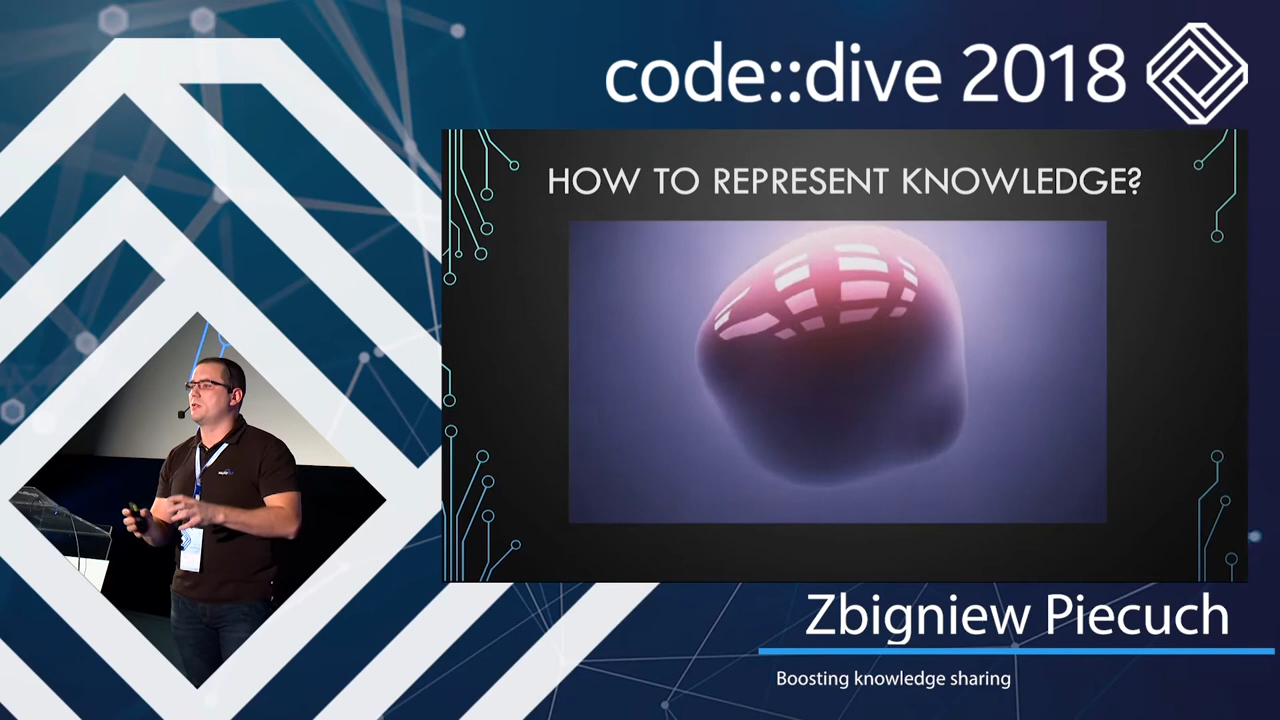 code::dive 2018
HOW TO REPRESENT KNOWLEDGE?
Zbigniew Piecuch
Boosting knowledge sharing